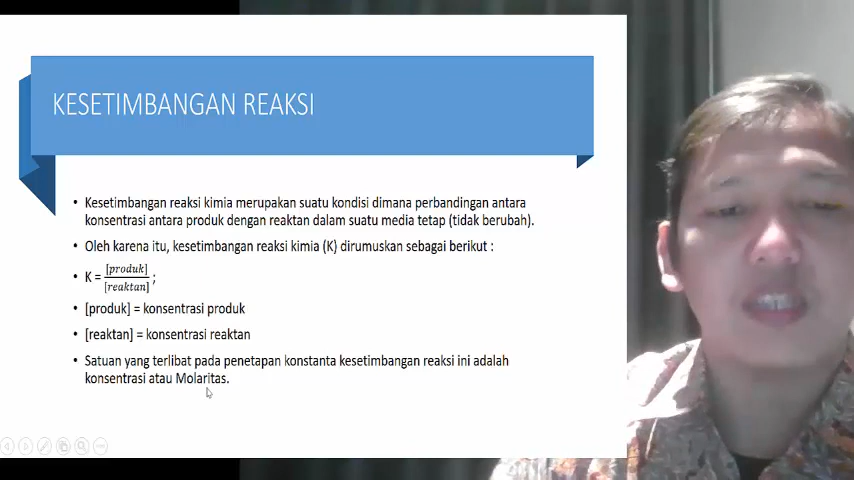 KESETIMBANGAN REAKSI
• Kesetimbangan reaksi kimia merupakan suatu kondisi dimana perbandingan antara
konsentrasi antara produk dengan reaktan dalam suatu media tetap (tidak berubah).
• Oleh karena itu, kesetimbangan reaksi kimia (K) dirumuskan sebagai berikut :
• K = [produk]/[reaktan] ;
• [produk] = konsentrasi produk
• [reaktan] = konsentrasi reaktan
• Satuan yang terlibat pada penetapan konstanta kesetimbangan reaksi ini adalah
konsentrasi atau Molaritas.